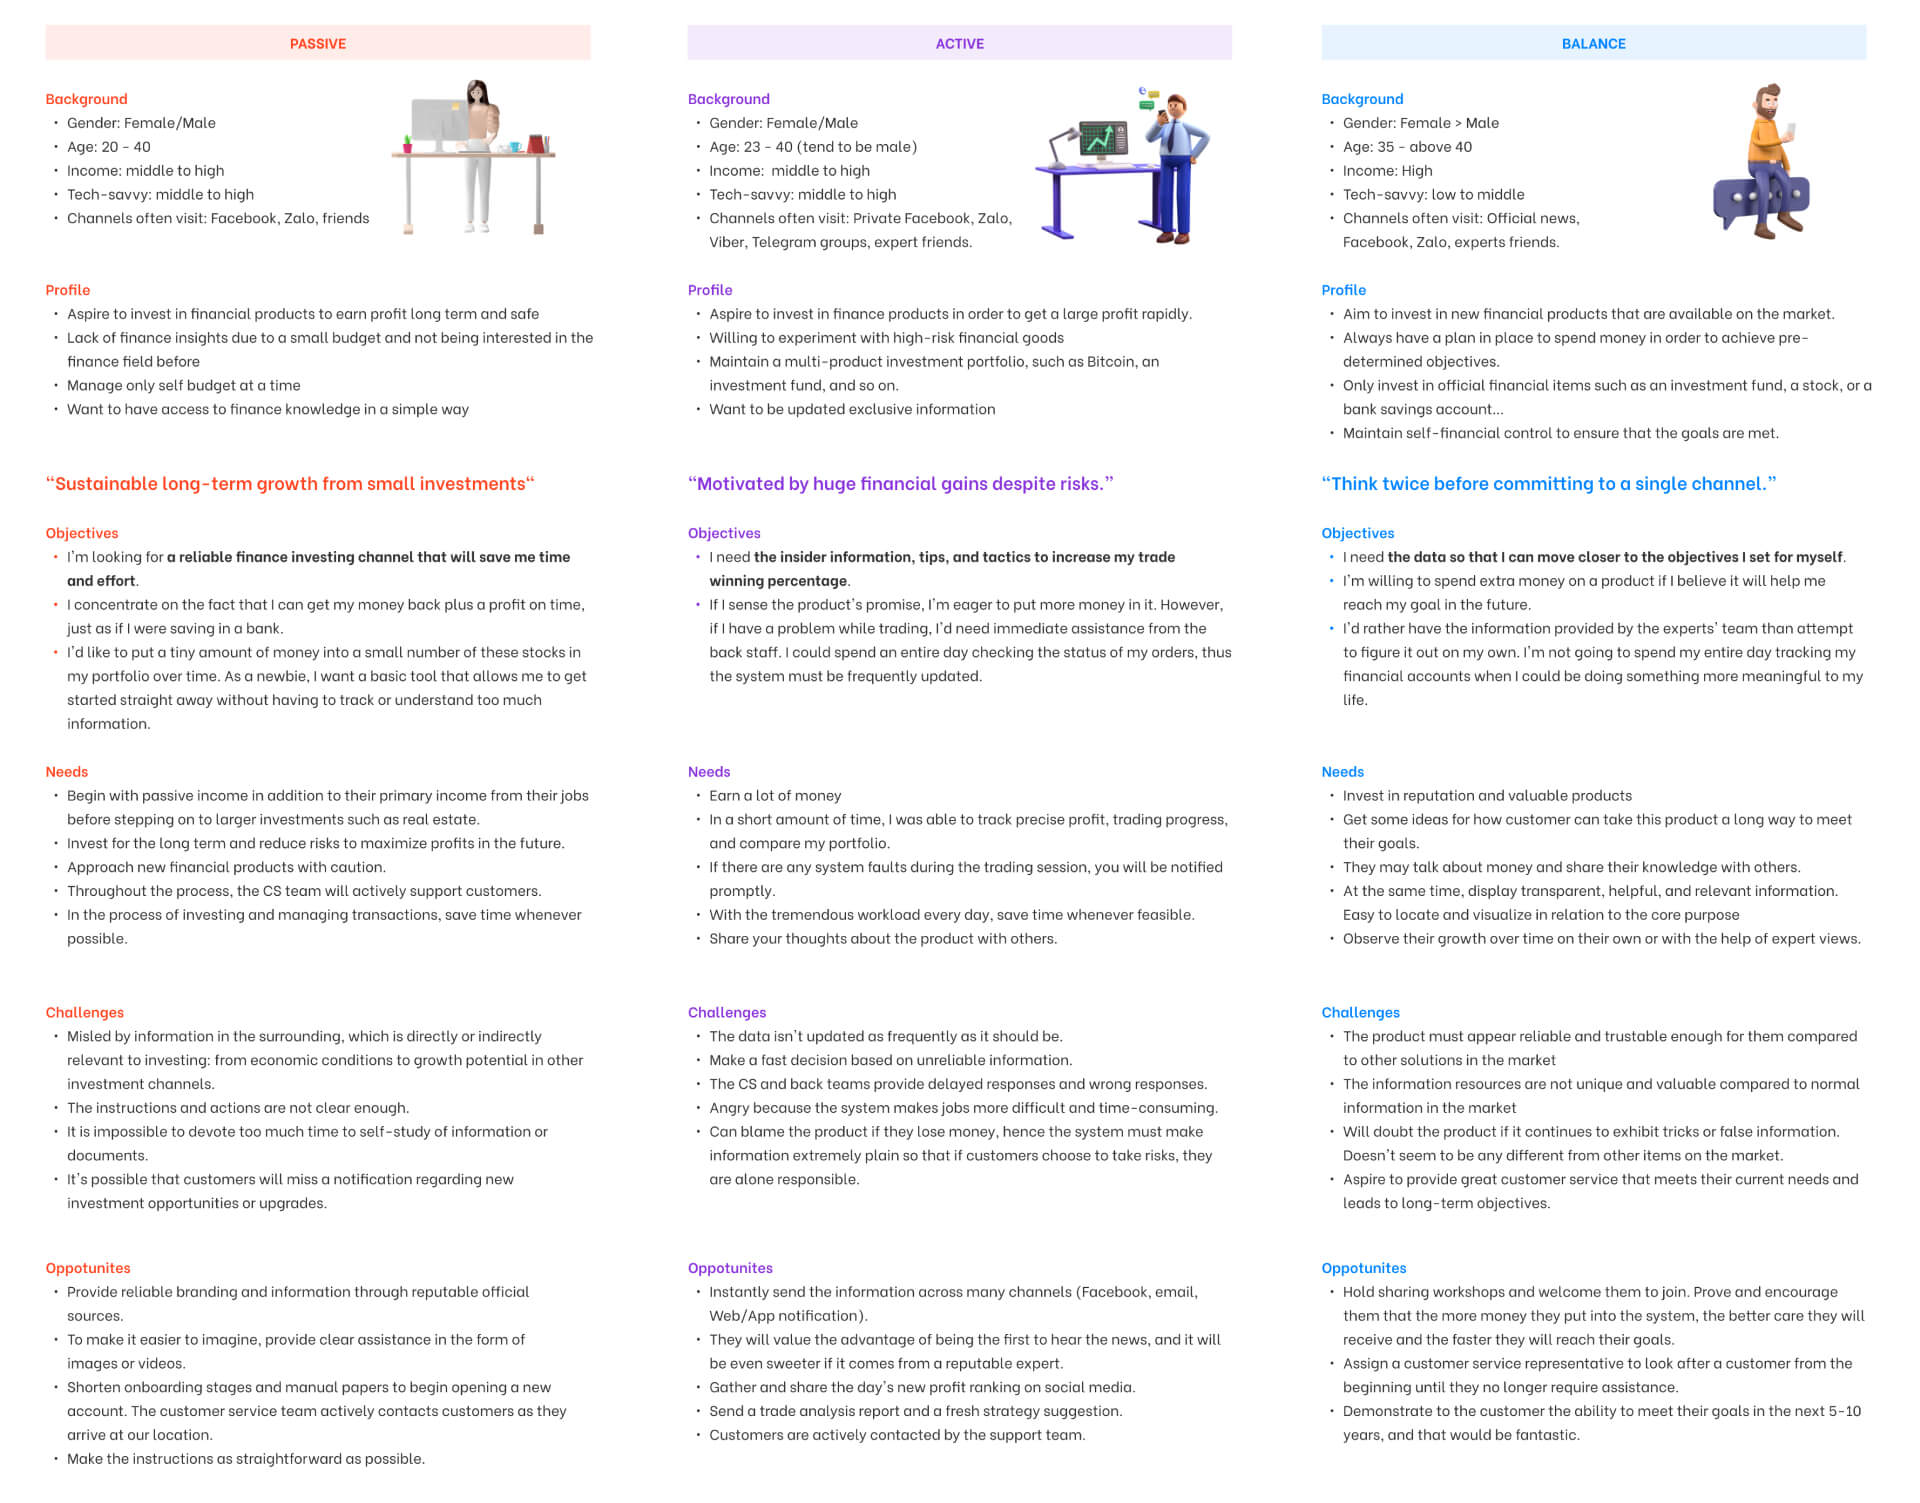 PASSIVE
Background
• Gender: Female/Male
• Age: 20 - 40
• Income: middle to high
• Tech-savvy: middle to high
• Channels often visit: Facebook, Zalo, friends
Profile
• Aspire to invest in financial products to earn profit long term and safe
• Lack of finance insights due to a small budget and not being interested in the
finance field before
• Manage only self budget at a time
• Want to have access to finance knowledge in a simple way
“Sustainable long-term growth from small investments“
Objectives
• I'm looking for a reliable finance investing channel that will save me time
and effort.
• I concentrate on the fact that I can get my money back plus a profit on time,
just as if I were saving in a bank.
• I'd like to put a tiny amount of money into a small number of these stocks in
my portfolio over time. As a newbie, I want a basic tool that allows me to get
started straight away without having to track or understand too much
information.
Needs
• Begin with passive income in addition to their primary income from their jobs
before stepping on to larger investments such as real estate.
• Invest for the long term and reduce risks to maximize profits in the future.
• Approach new financial products with caution.
• Throughout the process, the CS team will actively support customers.
• In the process of investing and managing transactions, save time whenever
possible.
Challenges
• Misled by information in the surrounding, which is directly or indirectly
relevant to investing: from economic conditions to growth potential in other
investment channels.
• The instructions and actions are not clear enough.
• It is impossible to devote too much time to self-study of information or
documents.
• It's possible that customers will miss a notification regarding new
investment opportunities or upgrades.
Oppotunites
• Provide reliable branding and information through reputable official
sources.
• To make it easier to imagine, provide clear assistance in the form of
images or videos.
• Shorten onboarding stages and manual papers to begin opening a new
account. The customer service team actively contacts customers as they
arrive at our location.
• Make the instructions as straightforward as possible.
ACTIVE
Background
• Gender: Female/Male
• Age: 23 - 40 (tend to be male)
• Income: middle to high
• Tech-savvy: middle to high
• Channels often visit: Private Facebook, Zalo,
Viber, Telegram groups, expert friends.
Profile
• Aspire to invest in finance products in order to get a large profit rapidly.
• Willing to experiment with high-risk financial goods
• Maintain a multi-product investment portfolio, such as Bitcoin, an
investment fund, and so on.
• Want to be updated exclusive information
“Motivated by huge financial gains despite risks.”
Objectives
• I need the insider information, tips, and tactics to increase my trade
winning percentage.
• If I sense the product's promise, I'm eager to put more money in it. However,
if I have a problem while trading, I'd need immediate assistance from the
back staff. I could spend an entire day checking the status of my orders, thus
the system must be frequently updated.
Needs
• Earn a lot of money
• In a short amount of time, I was able to track precise profit, trading progress,
and compare my portfolio.
• If there are any system faults during the trading session, you will be notified
promptly.
• With the tremendous workload every day, save time whenever feasible.
• Share your thoughts about the product with others.
Challenges
• The data isn't updated as frequently as it should be.
• Make a fast decision based on unreliable information.
• The CS and back teams provide delayed responses and wrong responses.
• Angry because the system makes jobs more difficult and time-consuming.
• Can blame the product if they lose money, hence the system must make
information extremely plain so that if customers choose to take risks, they
are alone responsible.
Oppotunites
• Instantly send the information across many channels (Facebook, email,
Web/App notification).
• They will value the advantage of being the first to hear the news, and it will
be even sweeter if it comes from a reputable expert.
• Gather and share the day's new profit ranking on social media.
• Send a trade analysis report and a fresh strategy suggestion.
• Customers are actively contacted by the support team.
BALANCE
Background
• Gender: Female > Male
• Age: 35 - above 40
• Income: High
• Tech-savvy: low to middle
• Channels often visit: Official news,
Facebook, Zalo, experts friends.
Profile
• Aim to invest in new financial products that are available on the market.
• Always have a plan in place to spend money in order to achieve pre-
determined objectives.
• Only invest in official financial items such as an investment fund, a stock, or a
bank savings account...
• Maintain self-financial control to ensure that the goals are met.
“Think twice before committing to a single channel.”
Objectives
• I need the data so that I can move closer to the objectives I set for myself.
• I'm willing to spend extra money on a product if I believe it will help me
reach my goal in the future.
• I'd rather have the information provided by the experts' team than attempt
to figure it out on my own. I'm not going to spend my entire day tracking my
financial accounts when I could be doing something more meaningful to my
life.
Needs
• Invest in reputation and valuable products
• Get some ideas for how customer can take this product a long way to meet
their goals.
• They may talk about money and share their knowledge with others.
• At the same time, display transparent, helpful, and relevant information.
Easy to locate and visualize in relation to the core purpose
• Observe their growth over time on their own or with the help of expert views.
Challenges
• The product must appear reliable and trustable enough for them compared
to other solutions in the market
• The information resources are not unique and valuable compared to normal
information in the market
• Will doubt the product if it continues to exhibit tricks or false information.
Doesn't seem to be any different from other items on the market.
• Aspire to provide great customer service that meets their current needs and
leads to long-term objectives.
Oppotunites
• Hold sharing workshops and welcome them to join. Prove and encourage
them that the more money they put into the system, the better care they will
receive and the faster they will reach their goals.
• Assign a customer service representative to look after a customer from the
beginning until they no longer require assistance.
• Demonstrate to the customer the ability to meet their goals in the next 5-10
years, and that would be fantastic.